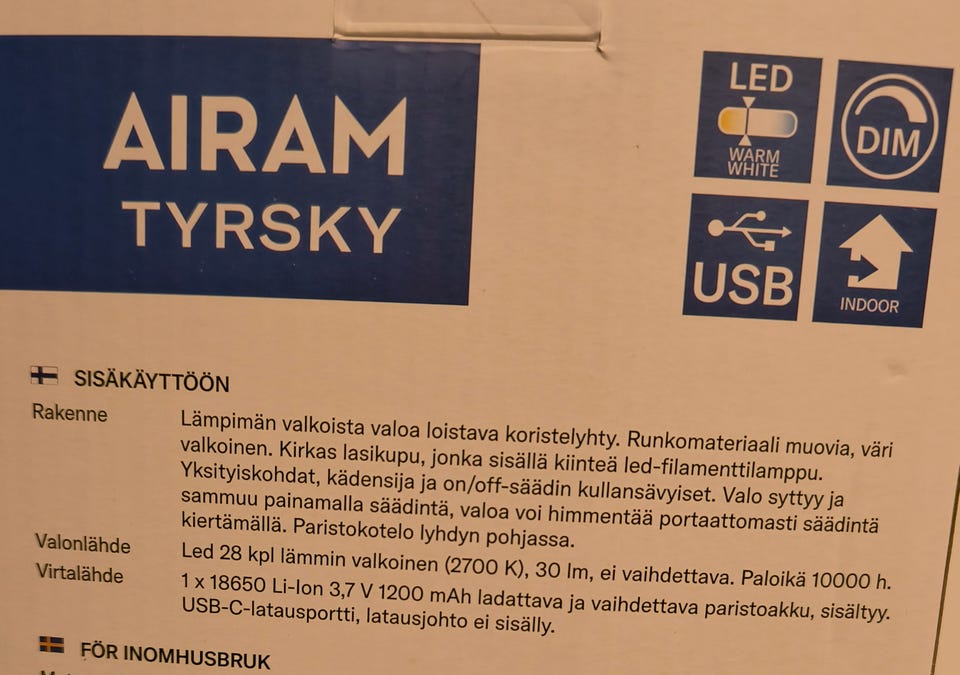 AIRAM
TYRSKY
LED
WARM
WHITE
DIM
USB
INDOOR
SISÄKÄYTTÖÖN
Rakenne
Lämpimän valkoista valoa loistava koristelyhty. Runkomateriaali muovia, väri
valkoinen. Kirkas lasikupu, jonka sisällä kiinteä led-filamenttilamppu.
Yksityiskohdat, kädensija ja on/off-säädin kullansävyiset. Valo syttyy ja
sammuu painamalla säädintä, valoa voi himmentää portaattomasti säädintä
kiertämällä. Paristokotelo lyhdyn pohjassa.
Valonlähde
Led 28 kpl lämmin valkoinen (2700 K), 30 lm, ei vaihdettava. Paloikä 10000 h.
Virtalähde
1 x 18650 Li-Ion 3,7 V 1200 mAh ladattava ja vaihdettava paristoakku, sisältyy.
USB-C-latausportti, latausjohto ei sisälly.
FÖR INOMHUSBRUK